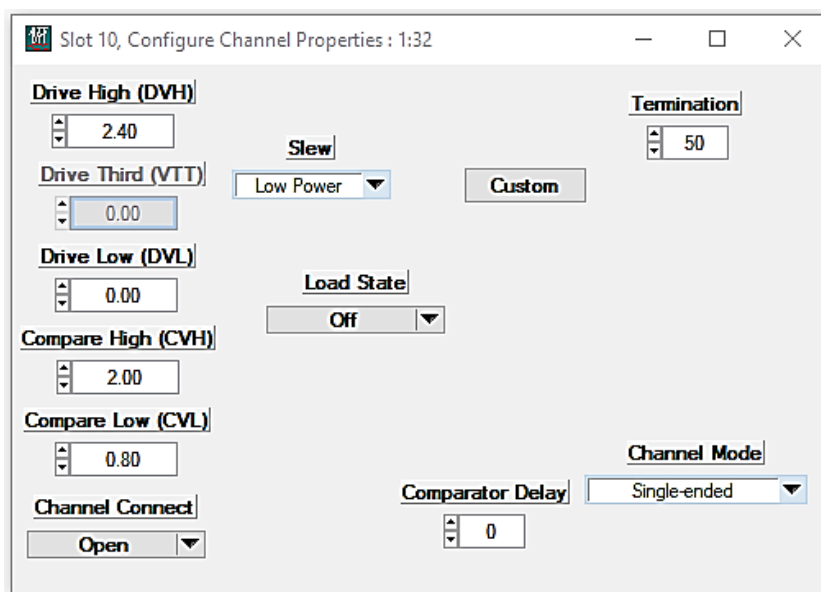 Slot 10, Configure Channel Properties : 1:32
Drive High (DVH)
2.40
Termination
50
Slew
Low Power
Custom
Drive Third (VTT)
0.00
Drive Low (DVL)
0.00
Load State
Off
Compare High (CVH)
2.00
Compare Low (CVL)
0.80
Channel Mode
Single-ended
Comparator Delay
0
Channel Connect
Open